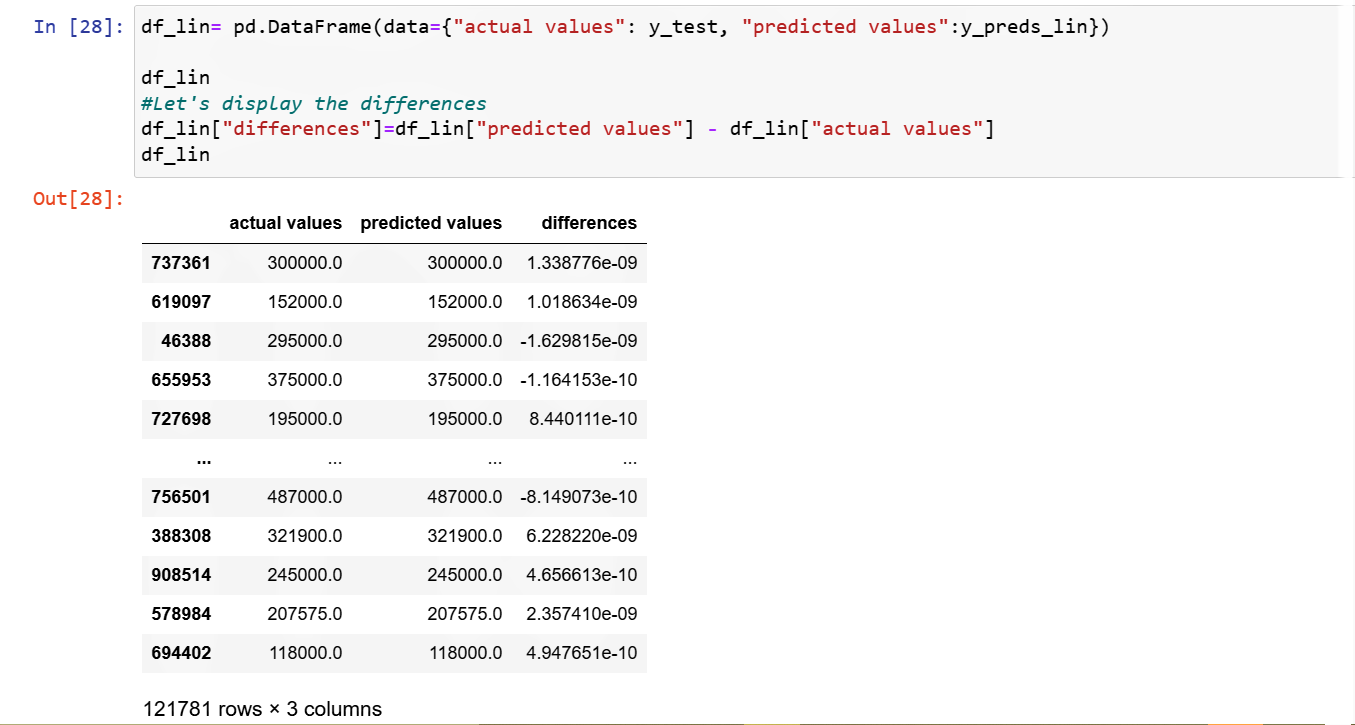 In [28]: df_lin= pd.DataFrame(data={"actual values": y_test, "predicted values":y_preds_lin})
df_lin
#Let's display the differences
df_lin["differences"]=df_lin["predicted values"] - df_lin["actual values"]
df_lin
Out[28]:
actual values predicted values differences
737361 300000.0 300000.0 1.338776e-09
619097 152000.0 152000.0 1.018634e-09
46388 295000.0 295000.0 -1.629815e-09
655953 375000.0 375000.0 -1.164153e-10
727698 195000.0 195000.0 8.440111e-10
... ... ... ...
756501 487000.0 487000.0 -8.149073e-10
388308 321900.0 321900.0 6.228220e-09
908514 245000.0 245000.0 4.656613e-10
578984 207575.0 207575.0 2.357410e-09
694402 118000.0 118000.0 4.947651e-10
121781 rows × 3 columns